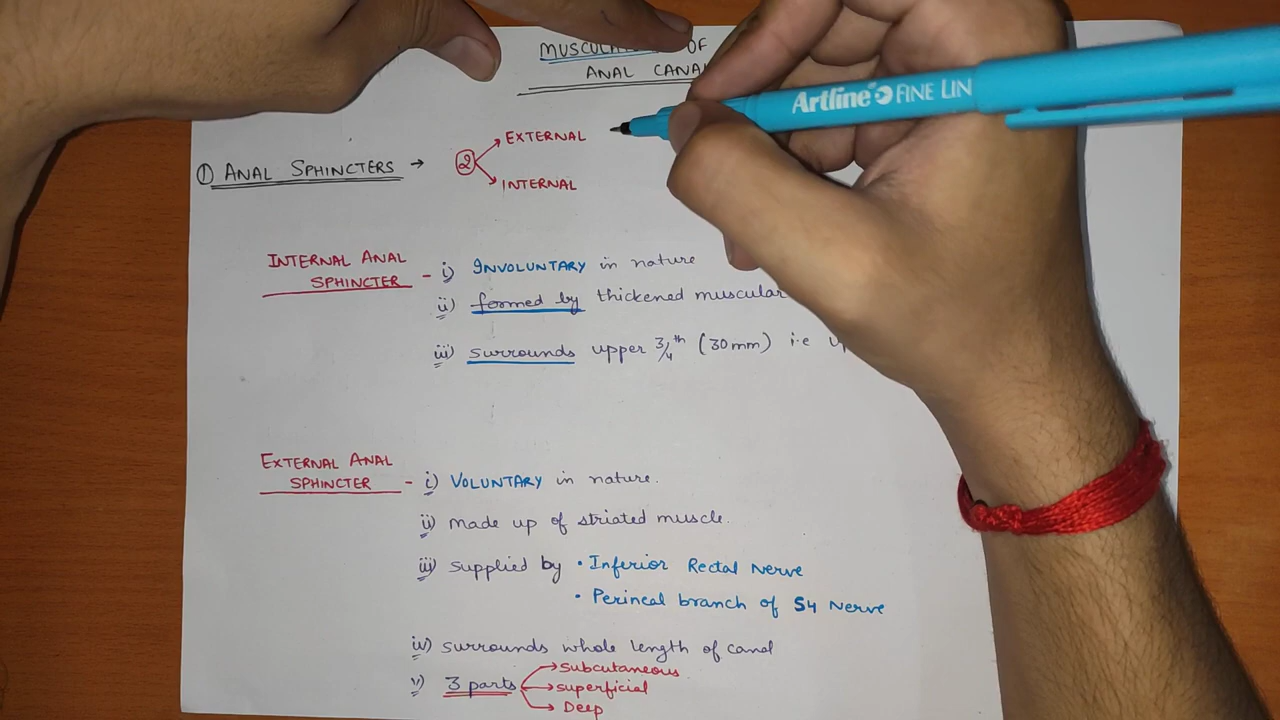 OF
ANAL CANAL
Artline FINE LIN
EXTERNAL
① ANAL SPHINCTERS → ②
INTERNAL
INTERNAL ANAL
SPHINCTER - i) INVOLUNTARY in nature
ii) formed by thickened muscular
iii) surrounds upper 3/4th (30mm) i.e
EXTERNAL ANAL
SPHINCTER - i) VOLUNTARY in nature.
ii) made up of striated muscle.
iii) supplied by • Inferior Rectal Nerve
• Perineal branch of S4 Nerve
iv) surrounds whole length of canal
v) 3 parts → subcutaneous
→ superficial
→ Deep